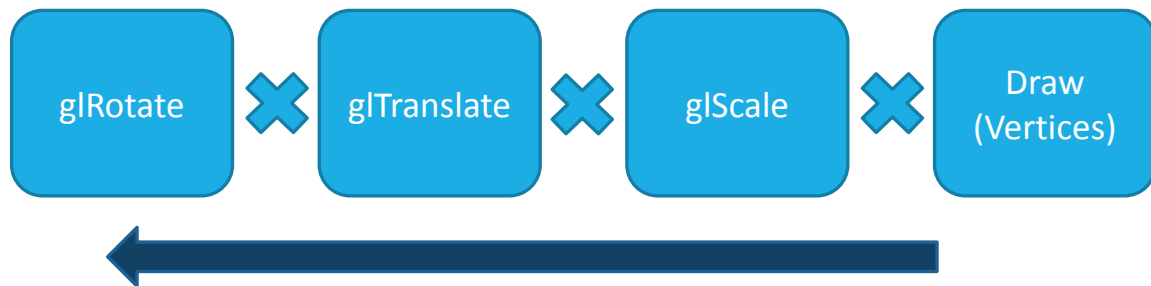 glRotate
glTranslate
glScale
Draw
(Vertices)